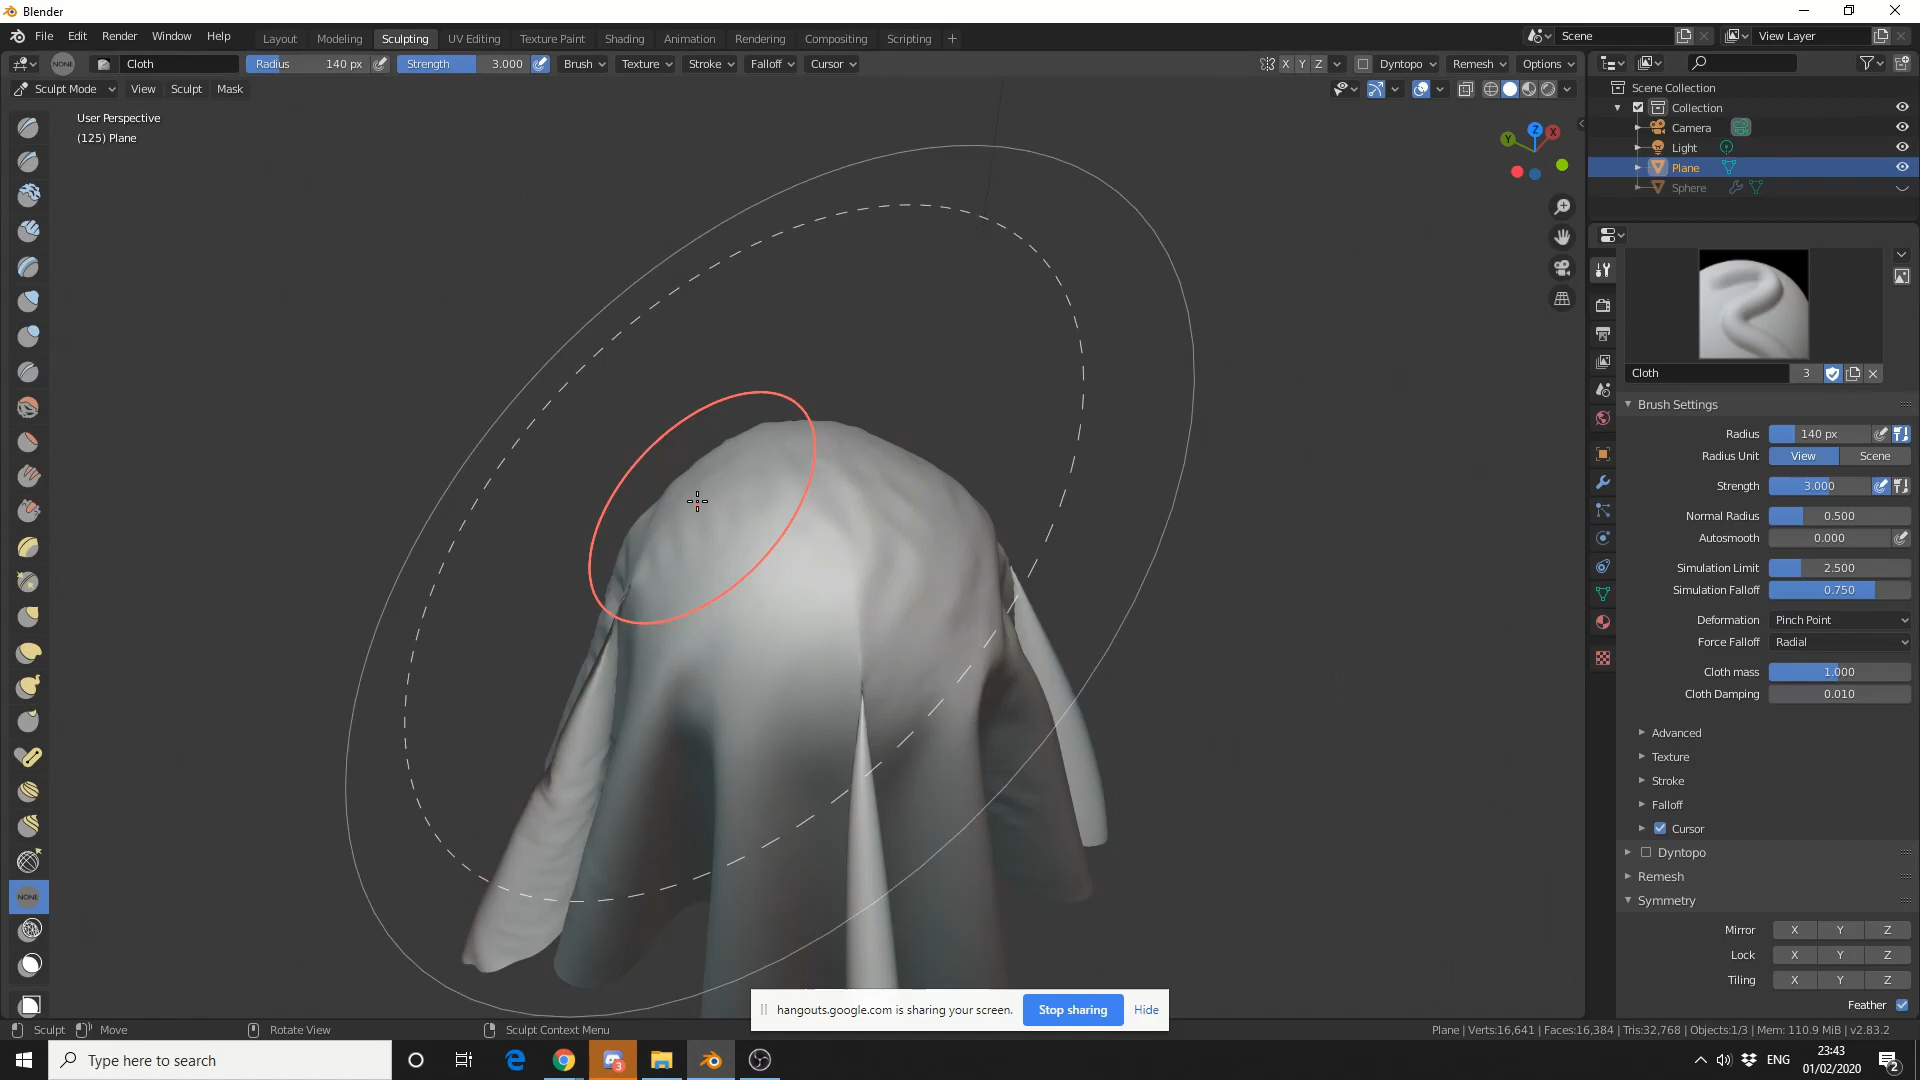 Blender
File Edit Render Window Help Layout Modeling Sculpting UV Editing Texture Paint Shading Animation Rendering Compositing Scripting + Scene View Layer
NONE Cloth Radius 140 px Strength 3.000 Brush Texture Stroke Falloff Cursor X Y Z Dyntopo Remesh Options
Sculpt Mode View Sculpt Mask
User Perspective
(125) Plane
Y Z X
Scene Collection
Collection
Camera
Light
Plane
Sphere
Cloth 3
Brush Settings
Radius 140 px
Radius Unit View Scene
Strength 3.000
Normal Radius 0.500
Autosmooth 0.000
Simulation Limit 2.500
Simulation Falloff 0.750
Deformation Pinch Point
Force Falloff Radial
Cloth mass 1.000
Cloth Damping 0.010
Advanced
Texture
Stroke
Falloff
Cursor
Dyntopo
Remesh
Symmetry
Mirror X Y Z
Lock X Y Z
Tiling X Y Z
Feather
NONE
hangouts.google.com is sharing your screen. Stop sharing Hide
Sculpt Move Rotate View Sculpt Context Menu Plane | Verts:16,641 | Faces:16,384 | Tris:32,768 | Objects:1/3 | Mem: 110.9 MiB | v2.83.2
Type here to search 3 ENG 23:43
01/02/2020 2